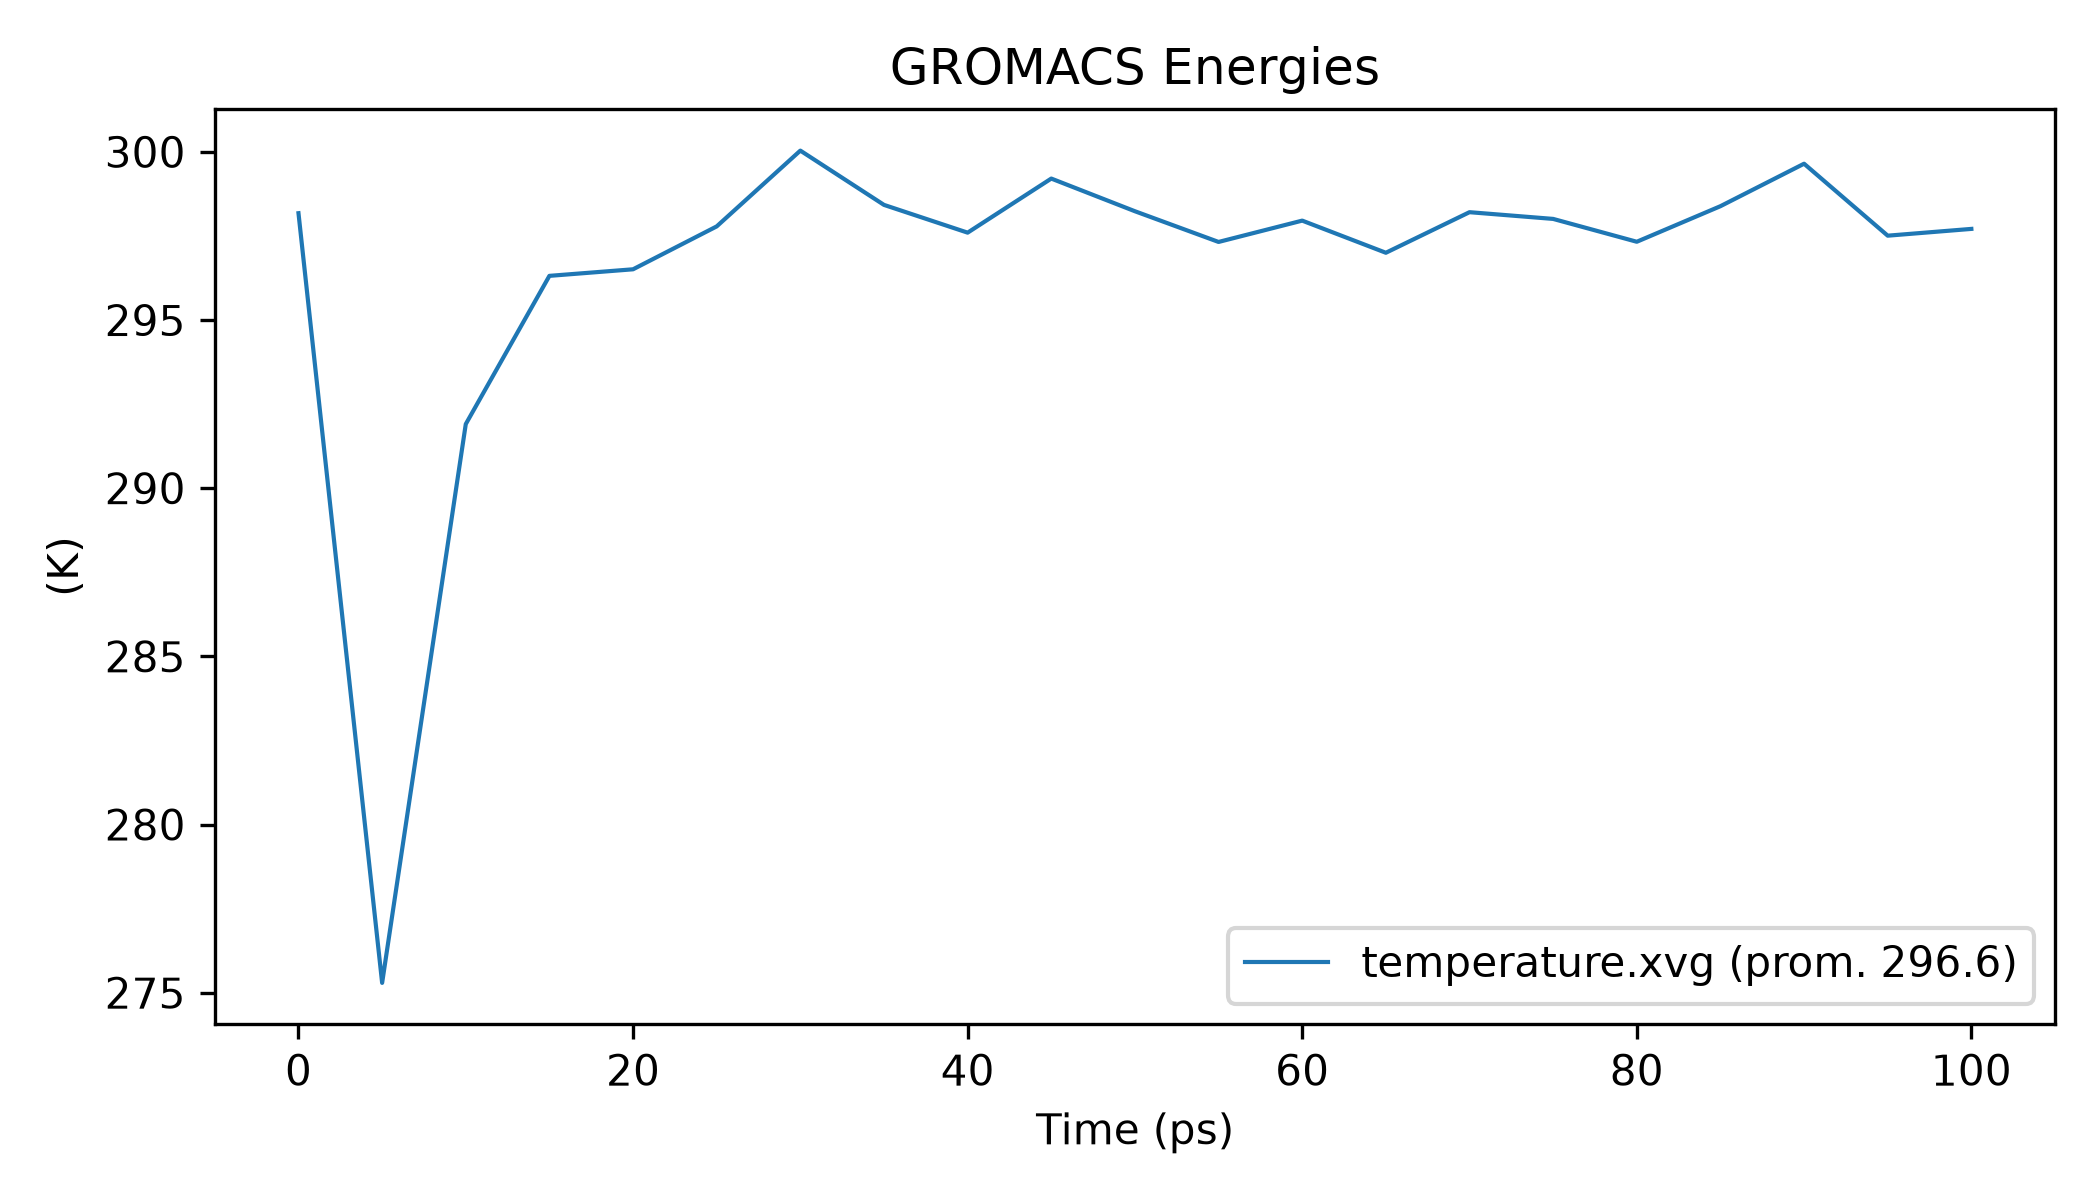 GROMACS Energies
300
295
290
285
280
275
(K)
temperature.xvg (prom. 296.6)
0 20 40 60 80 100
Time (ps)